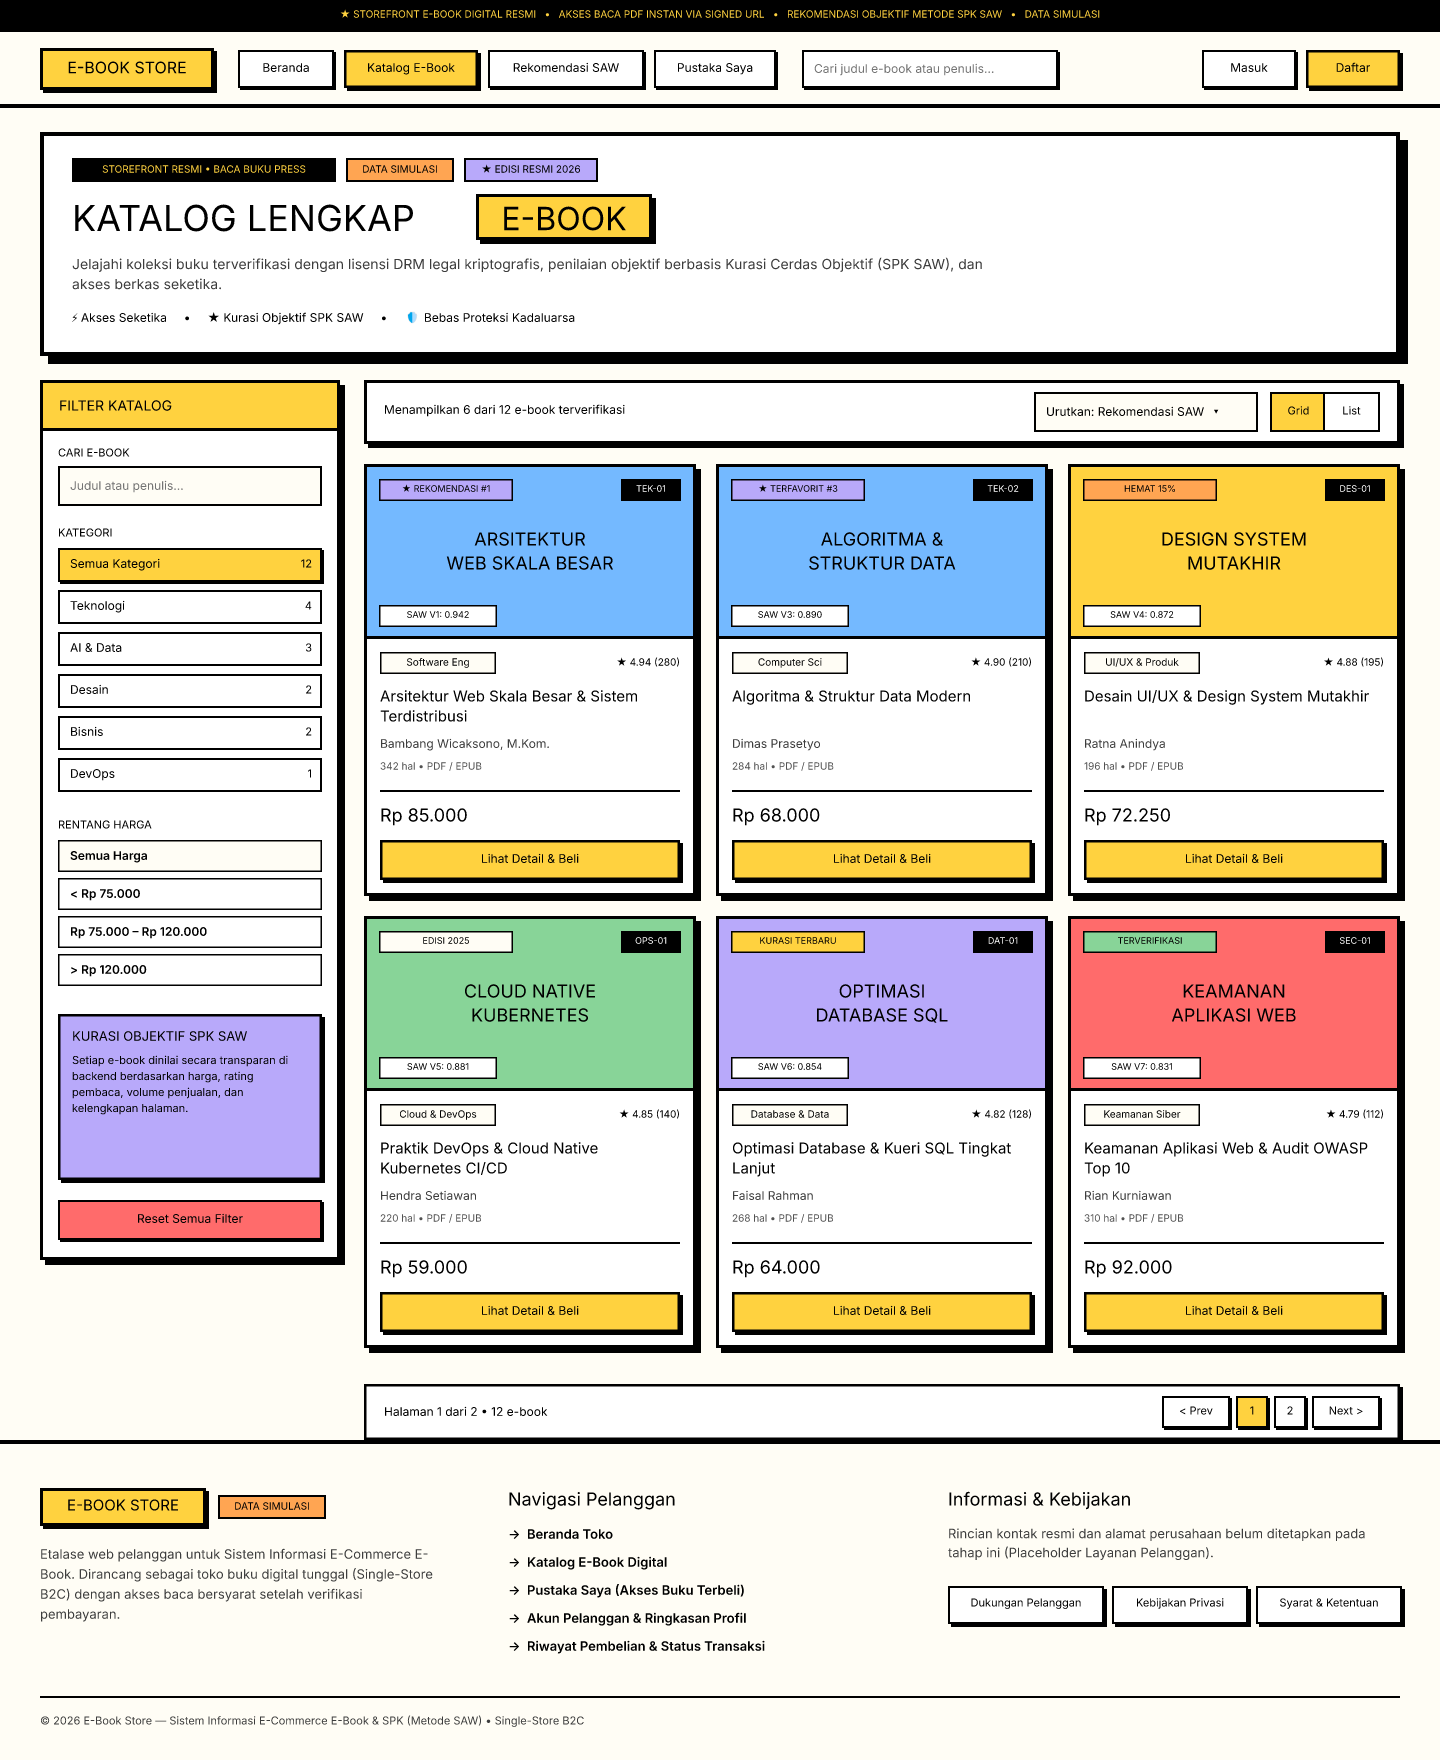 ★ STOREFRONT E-BOOK DIGITAL RESMI • AKSES BACA PDF INSTAN VIA SIGNED URL • REKOMENDASI OBJEKTIF METODE SPK SAW • DATA SIMULASI
E-BOOK STORE
Beranda
Katalog E-Book
Rekomendasi SAW
Pustaka Saya
Cari judul e-book atau penulis...
Masuk
Daftar
STOREFRONT RESMI • BACA BUKU PRESS
DATA SIMULASI
★ EDISI RESMI 2026
KATALOG LENGKAP E-BOOK
Jelajahi koleksi buku terverifikasi dengan lisensi DRM legal kriptografis, penilaian objektif berbasis Kurasi Cerdas Objektif (SPK SAW), dan
akses berkas seketika.
⚡ Akses Seketika • ★ Kurasi Objektif SPK SAW • 🛡️ Bebas Proteksi Kadaluarsa
FILTER KATALOG
CARI E-BOOK
Judul atau penulis...
KATEGORI
Semua Kategori 12
Teknologi 4
AI & Data 3
Desain 2
Bisnis 2
DevOps 1
RENTANG HARGA
Semua Harga
< Rp 75.000
Rp 75.000 – Rp 120.000
> Rp 120.000
KURASI OBJEKTIF SPK SAW
Setiap e-book dinilai secara transparan di
backend berdasarkan harga, rating
pembaca, volume penjualan, dan
kelengkapan halaman.
Reset Semua Filter
Menampilkan 6 dari 12 e-book terverifikasi
Urutkan: Rekomendasi SAW ▾
Grid
List
★ REKOMENDASI #1
TEK-01
ARSITEKTUR
WEB SKALA BESAR
SAW V1: 0.942
Software Eng
★ 4.94 (280)
Arsitektur Web Skala Besar & Sistem
Terdistribusi
Bambang Wicaksono, M.Kom.
342 hal • PDF / EPUB
Rp 85.000
Lihat Detail & Beli
★ TERFAVORIT #3
TEK-02
ALGORITMA &
STRUKTUR DATA
SAW V3: 0.890
Computer Sci
★ 4.90 (210)
Algoritma & Struktur Data Modern
Dimas Prasetyo
284 hal • PDF / EPUB
Rp 68.000
Lihat Detail & Beli
HEMAT 15%
DES-01
DESIGN SYSTEM
MUTAKHIR
SAW V4: 0.872
UI/UX & Produk
★ 4.88 (195)
Desain UI/UX & Design System Mutakhir
Ratna Anindya
196 hal • PDF / EPUB
Rp 72.250
Lihat Detail & Beli
EDISI 2025
OPS-01
CLOUD NATIVE
KUBERNETES
SAW V5: 0.881
Cloud & DevOps
★ 4.85 (140)
Praktik DevOps & Cloud Native
Kubernetes CI/CD
Hendra Setiawan
220 hal • PDF / EPUB
Rp 59.000
Lihat Detail & Beli
KURASI TERBARU
DAT-01
OPTIMASI
DATABASE SQL
SAW V6: 0.854
Database & Data
★ 4.82 (128)
Optimasi Database & Kueri SQL Tingkat
Lanjut
Faisal Rahman
268 hal • PDF / EPUB
Rp 64.000
Lihat Detail & Beli
TERVERIFIKASI
SEC-01
KEAMANAN
APLIKASI WEB
SAW V7: 0.831
Keamanan Siber
★ 4.79 (112)
Keamanan Aplikasi Web & Audit OWASP
Top 10
Rian Kurniawan
310 hal • PDF / EPUB
Rp 92.000
Lihat Detail & Beli
Halaman 1 dari 2 • 12 e-book
< Prev
1
2
Next >
E-BOOK STORE
DATA SIMULASI
Etalase web pelanggan untuk Sistem Informasi E-Commerce E-
Book. Dirancang sebagai toko buku digital tunggal (Single-Store
B2C) dengan akses baca bersyarat setelah verifikasi
pembayaran.
Navigasi Pelanggan
→ Beranda Toko
→ Katalog E-Book Digital
→ Pustaka Saya (Akses Buku Terbeli)
→ Akun Pelanggan & Ringkasan Profil
→ Riwayat Pembelian & Status Transaksi
Informasi & Kebijakan
Rincian kontak resmi dan alamat perusahaan belum ditetapkan pada
tahap ini (Placeholder Layanan Pelanggan).
Dukungan Pelanggan
Kebijakan Privasi
Syarat & Ketentuan
© 2026 E-Book Store — Sistem Informasi E-Commerce E-Book & SPK (Metode SAW) • Single-Store B2C